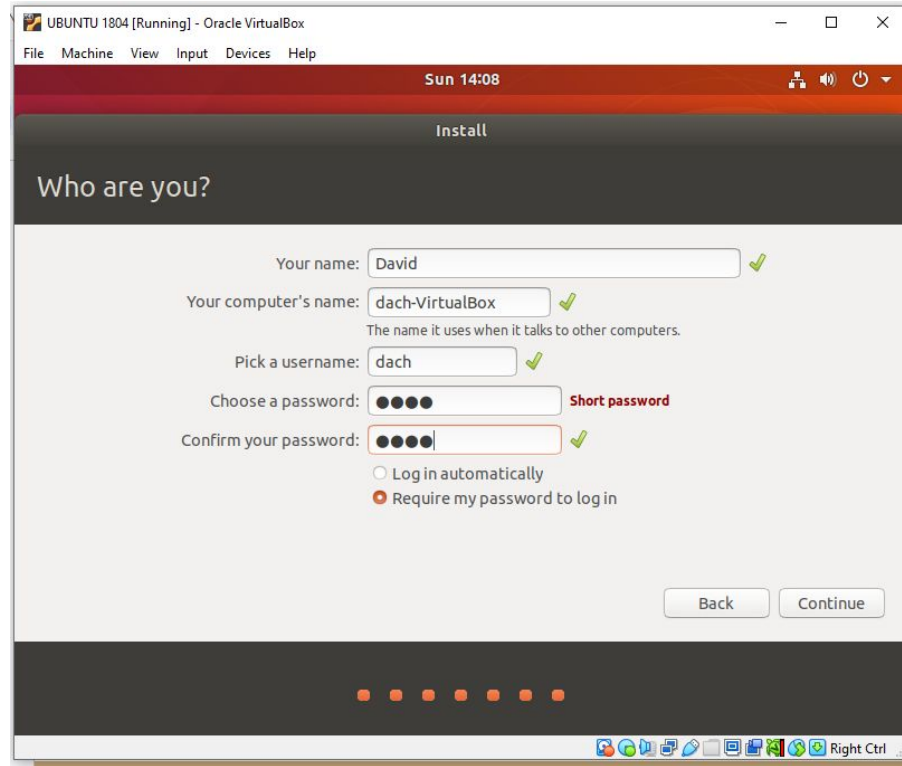 UBUNTU 1804 [Running] - Oracle VirtualBox
File Machine View Input Devices Help
Sun 14:08
Install
Who are you?
Your name: David
Your computer's name: dach-VirtualBox
The name it uses when it talks to other computers.
Pick a username: dach
Choose a password: ●●●● Short password
Confirm your password: ●●●●
Log in automatically
Require my password to log in
Back Continue
Right Ctrl